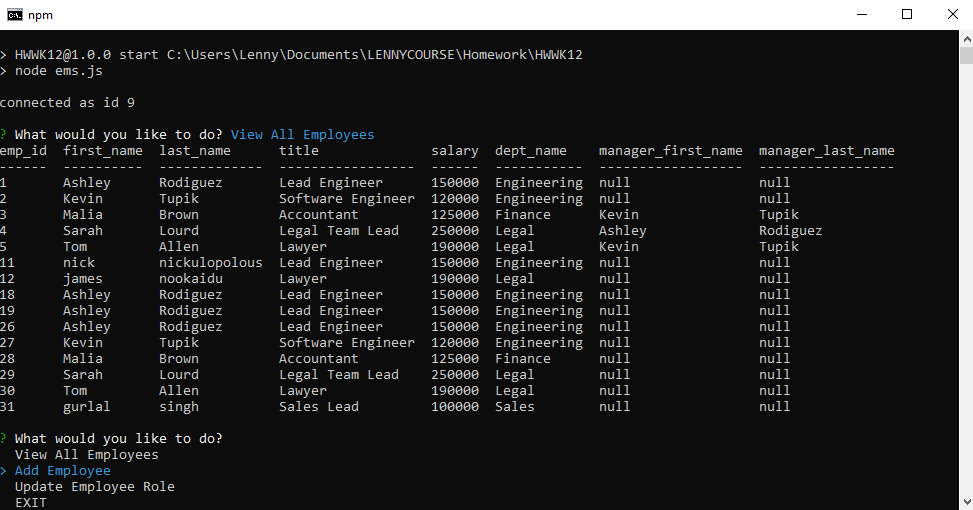 npm
> HWWK12@1.0.0 start C:\Users\Lenny\Documents\LENNYCOURSE\Homework\HWWK12
> node ems.js
connected as id 9
? What would you like to do? View All Employees
emp_id  first_name  last_name     title              salary  dept_name    manager_first_name  manager_last_name
------  ----------  ------------  -----------------  ------  -----------  ------------------  -----------------
1       Ashley      Rodiguez      Lead Engineer      150000  Engineering  null                null
2       Kevin       Tupik         Software Engineer  120000  Engineering  null                null
3       Malia       Brown         Accountant         125000  Finance      Kevin               Tupik
4       Sarah       Lourd         Legal Team Lead    250000  Legal        Ashley              Rodiguez
5       Tom         Allen         Lawyer             190000  Legal        Kevin               Tupik
11      nick        nickulopolous  Lead Engineer      150000  Engineering  null                null
12      james       nookaidu      Lawyer             190000  Legal        null                null
18      Ashley      Rodiguez      Lead Engineer      150000  Engineering  null                null
19      Ashley      Rodiguez      Lead Engineer      150000  Engineering  null                null
26      Ashley      Rodiguez      Lead Engineer      150000  Engineering  null                null
27      Kevin       Tupik         Software Engineer  120000  Engineering  null                null
28      Malia       Brown         Accountant         125000  Finance      null                null
29      Sarah       Lourd         Legal Team Lead    250000  Legal        null                null
30      Tom         Allen         Lawyer             190000  Legal        null                null
31      gurlal      singh         Sales Lead         100000  Sales        null                null
? What would you like to do?
View All Employees
> Add Employee
Update Employee Role
EXIT